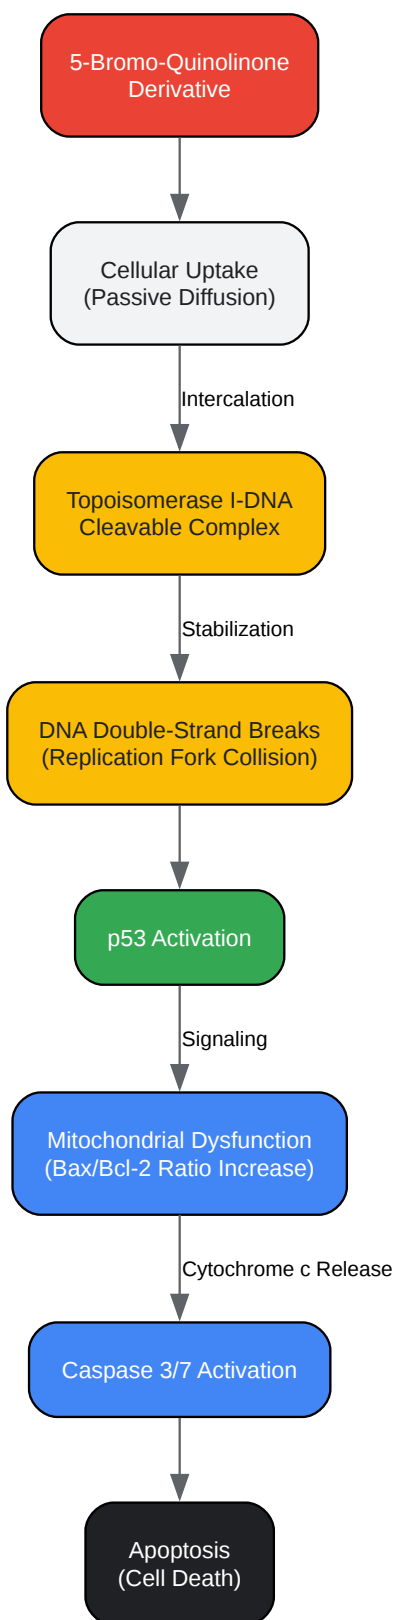 5-Bromo-Quinolinone
Derivative
Cellular Uptake
(Passive Diffusion)
Intercalation
Topoisomerase I-DNA
Cleavable Complex
Stabilization
DNA Double-Strand Breaks
(Replication Fork Collision)
p53 Activation
Signaling
Mitochondrial Dysfunction
(Bax/Bcl-2 Ratio Increase)
Cytochrome c Release
Caspase 3/7 Activation
Apoptosis
(Cell Death)